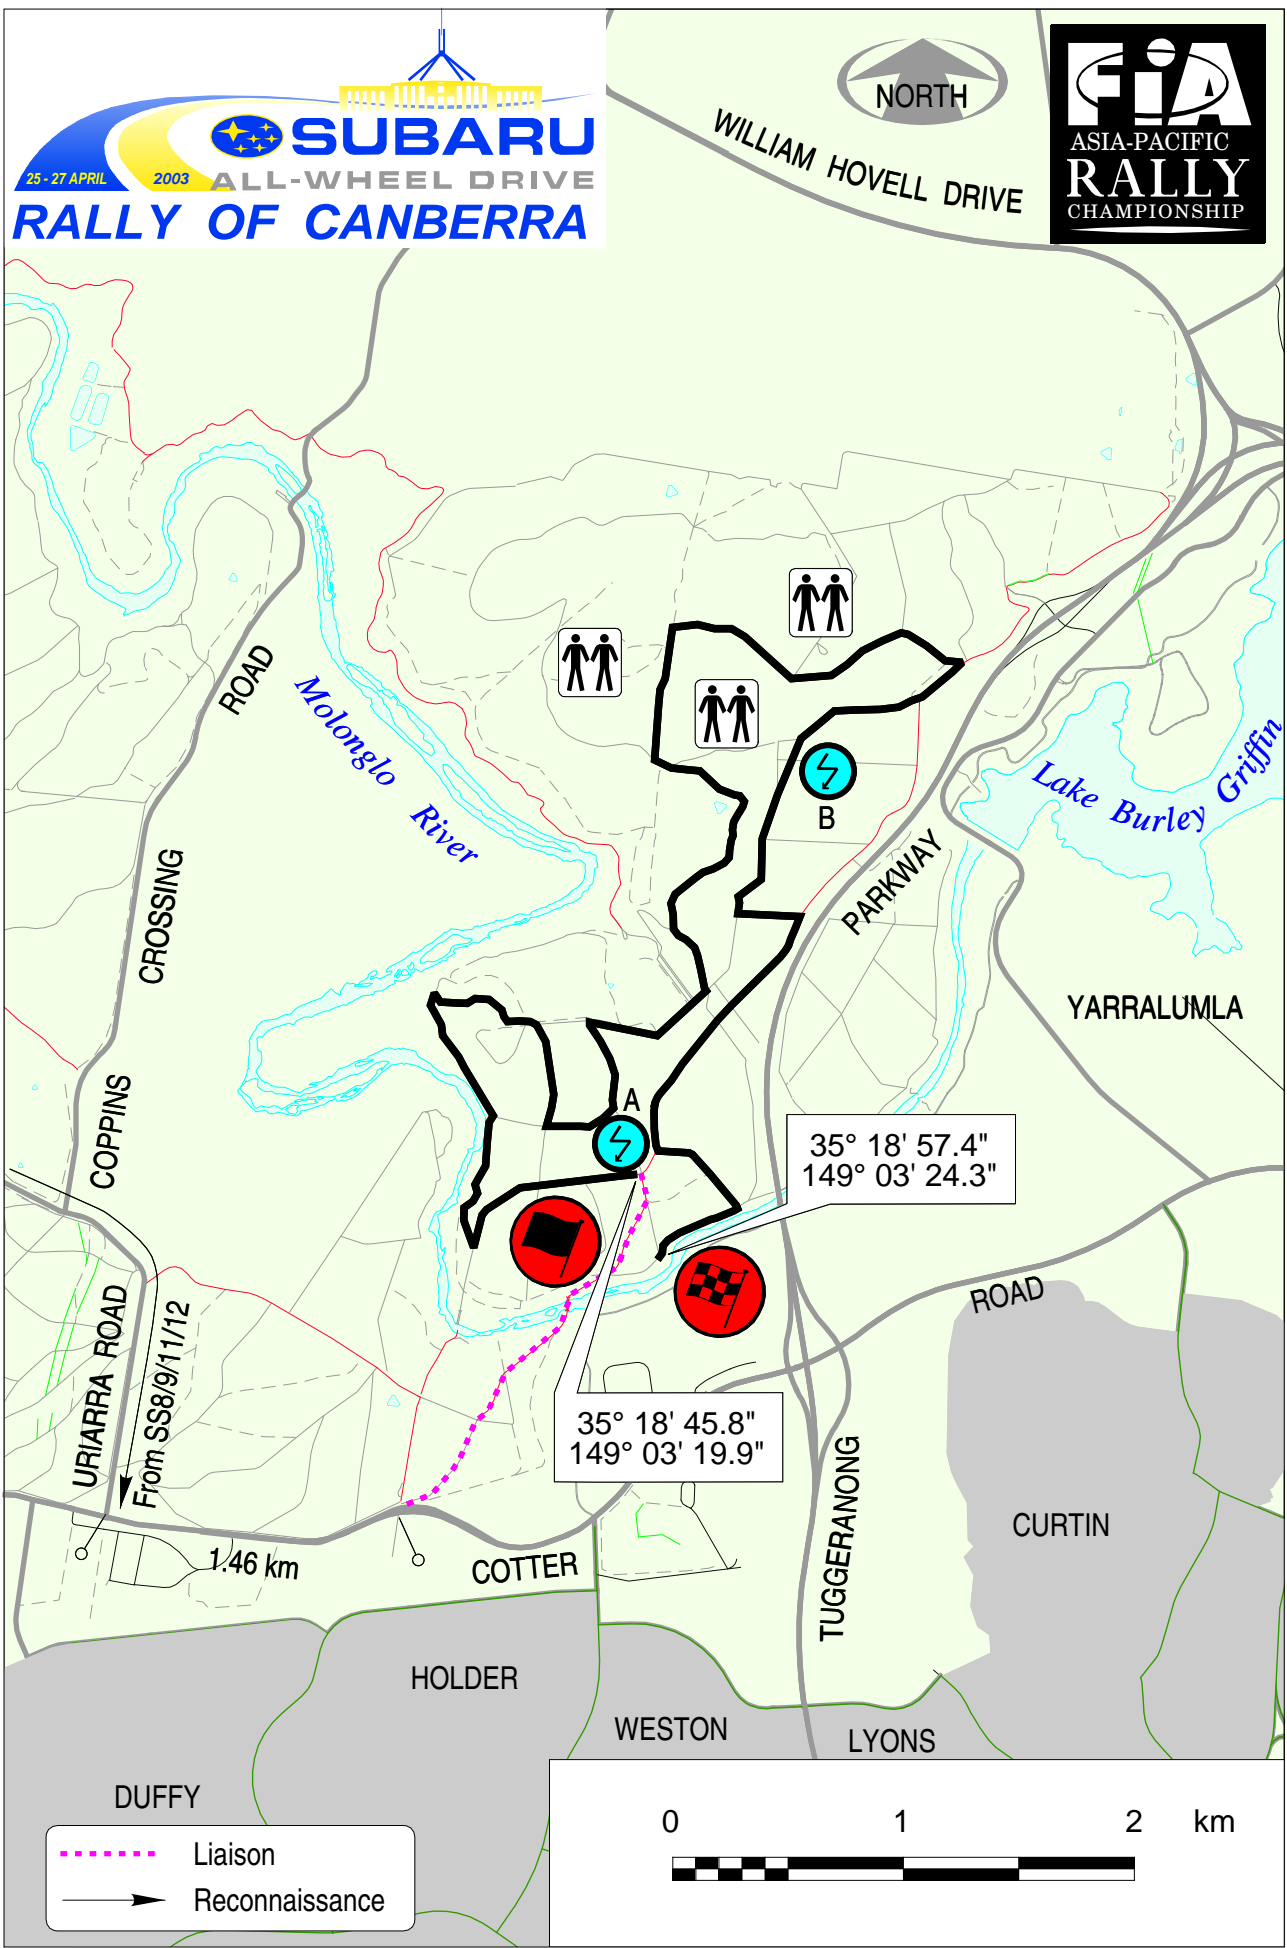 25 - 27 APRIL
2003
SUBARU
ALL-WHEEL DRIVE
RALLY OF CANBERRA
NORTH
FiA
ASIA-PACIFIC
RALLY
CHAMPIONSHIP
WILLIAM HOVELL DRIVE
COPPINS CROSSING ROAD
Molonglo River
Lake Burley Griffin
B
PARKWAY
YARRALUMLA
A
35° 18' 57.4"
149° 03' 24.3"
ROAD
URIARRA ROAD
From SS8/9/11/12
35° 18' 45.8"
149° 03' 19.9"
TUGGERANONG
CURTIN
1.46 km
COTTER
HOLDER
WESTON
LYONS
DUFFY
Liaison
Reconnaissance
0 1 2 km